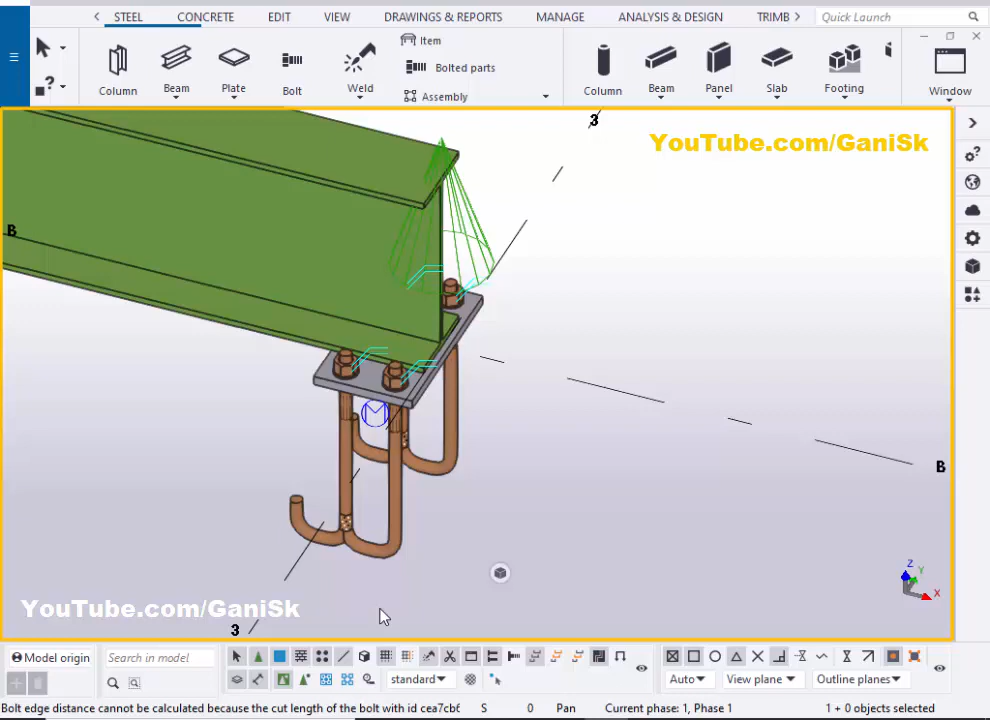 STEEL CONCRETE EDIT VIEW DRAWINGS & REPORTS MANAGE ANALYSIS & DESIGN TRIMB Quick Launch
Item
Bolted parts
Assembly
Column Beam Plate Bolt Weld Column Beam Panel Slab Footing Window
3
YouTube.com/GaniSk
B
B
Z
Y
X
YouTube.com/GaniSk
3
Model origin Search in model
standard Auto View plane Outline planes
Bolt edge distance cannot be calculated because the cut length of the bolt with id cea7cb6 S 0 Pan Current phase: 1, Phase 1 1 + 0 objects selected